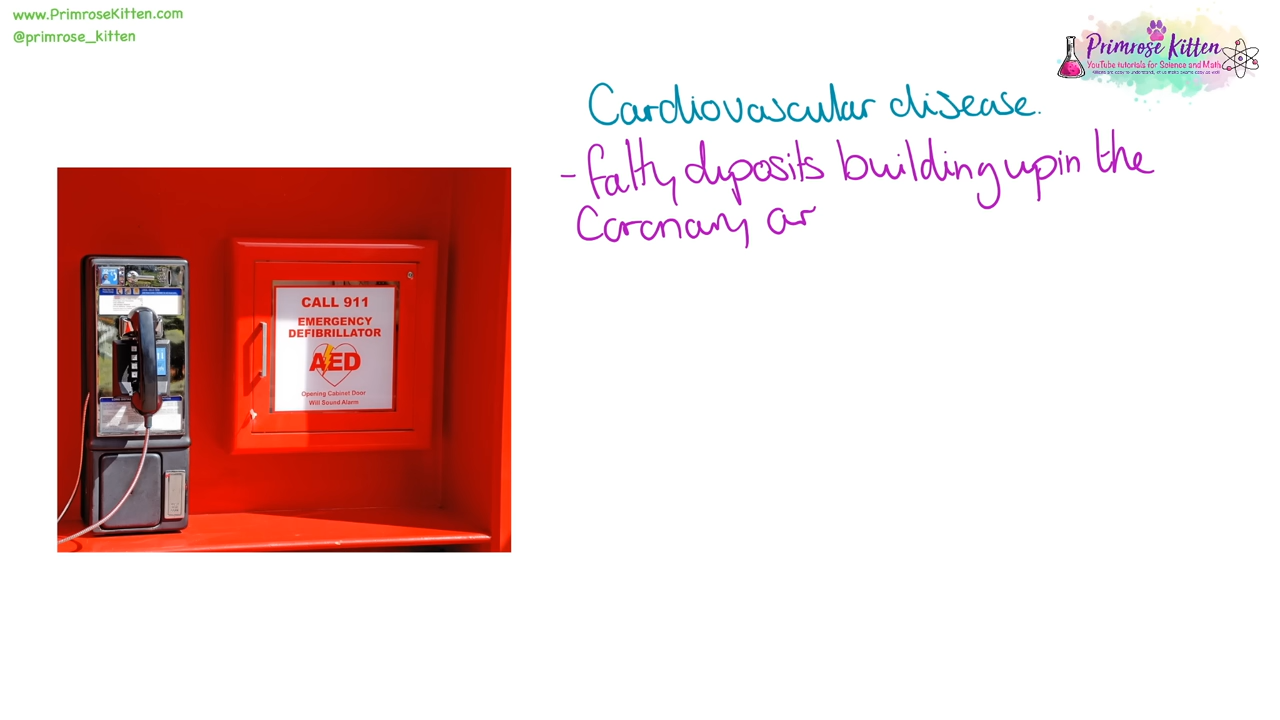 www.PrimroseKitten.com
@primrose_kitten
Primrose Kitten
YouTube tutorials for Science and Math
Cardiovascular disease.
- fatty deposits building up in the
Coronary ar
CALL 911
EMERGENCY
DEFIBRILLATOR
AED
Opening Cabinet Door
Will Sound Alarm